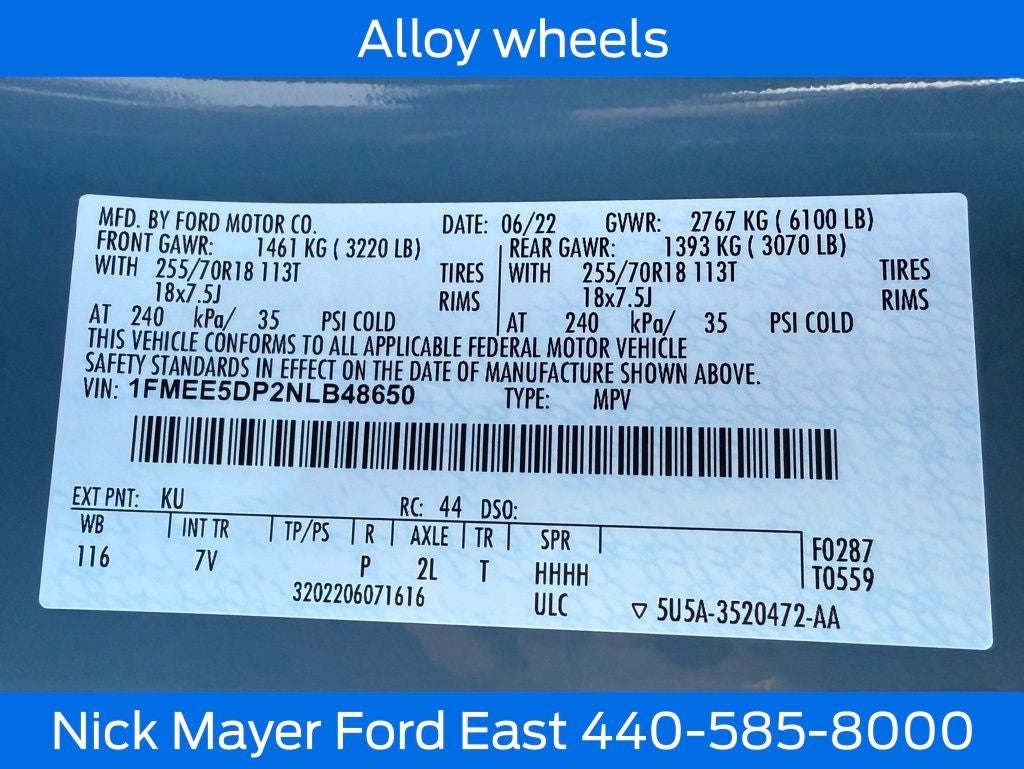 Alloy wheels
MFD. BY FORD MOTOR CO. DATE: 06/22 GVWR: 2767 KG ( 6100 LB)
FRONT GAWR: 1461 KG ( 3220 LB) REAR GAWR: 1393 KG ( 3070 LB)
WITH 255/70R18 113T TIRES WITH 255/70R18 113T TIRES
18x7.5J RIMS 18x7.5J RIMS
AT 240 kPa/ 35 PSI COLD AT 240 kPa/ 35 PSI COLD
THIS VEHICLE CONFORMS TO ALL APPLICABLE FEDERAL MOTOR VEHICLE
SAFETY STANDARDS IN EFFECT ON THE DATE OF MANUFACTURE SHOWN ABOVE.
VIN: 1FMEE5DP2NLB48650 TYPE: MPV
EXT PNT: KU RC: 44 DSO:
WB INT TR TP/PS R AXLE TR SPR F0287
116 7V P 2L T HHHH T0559
3202206071616 ULC ▽ 5U5A-3520472-AA
Nick Mayer Ford East 440-585-8000